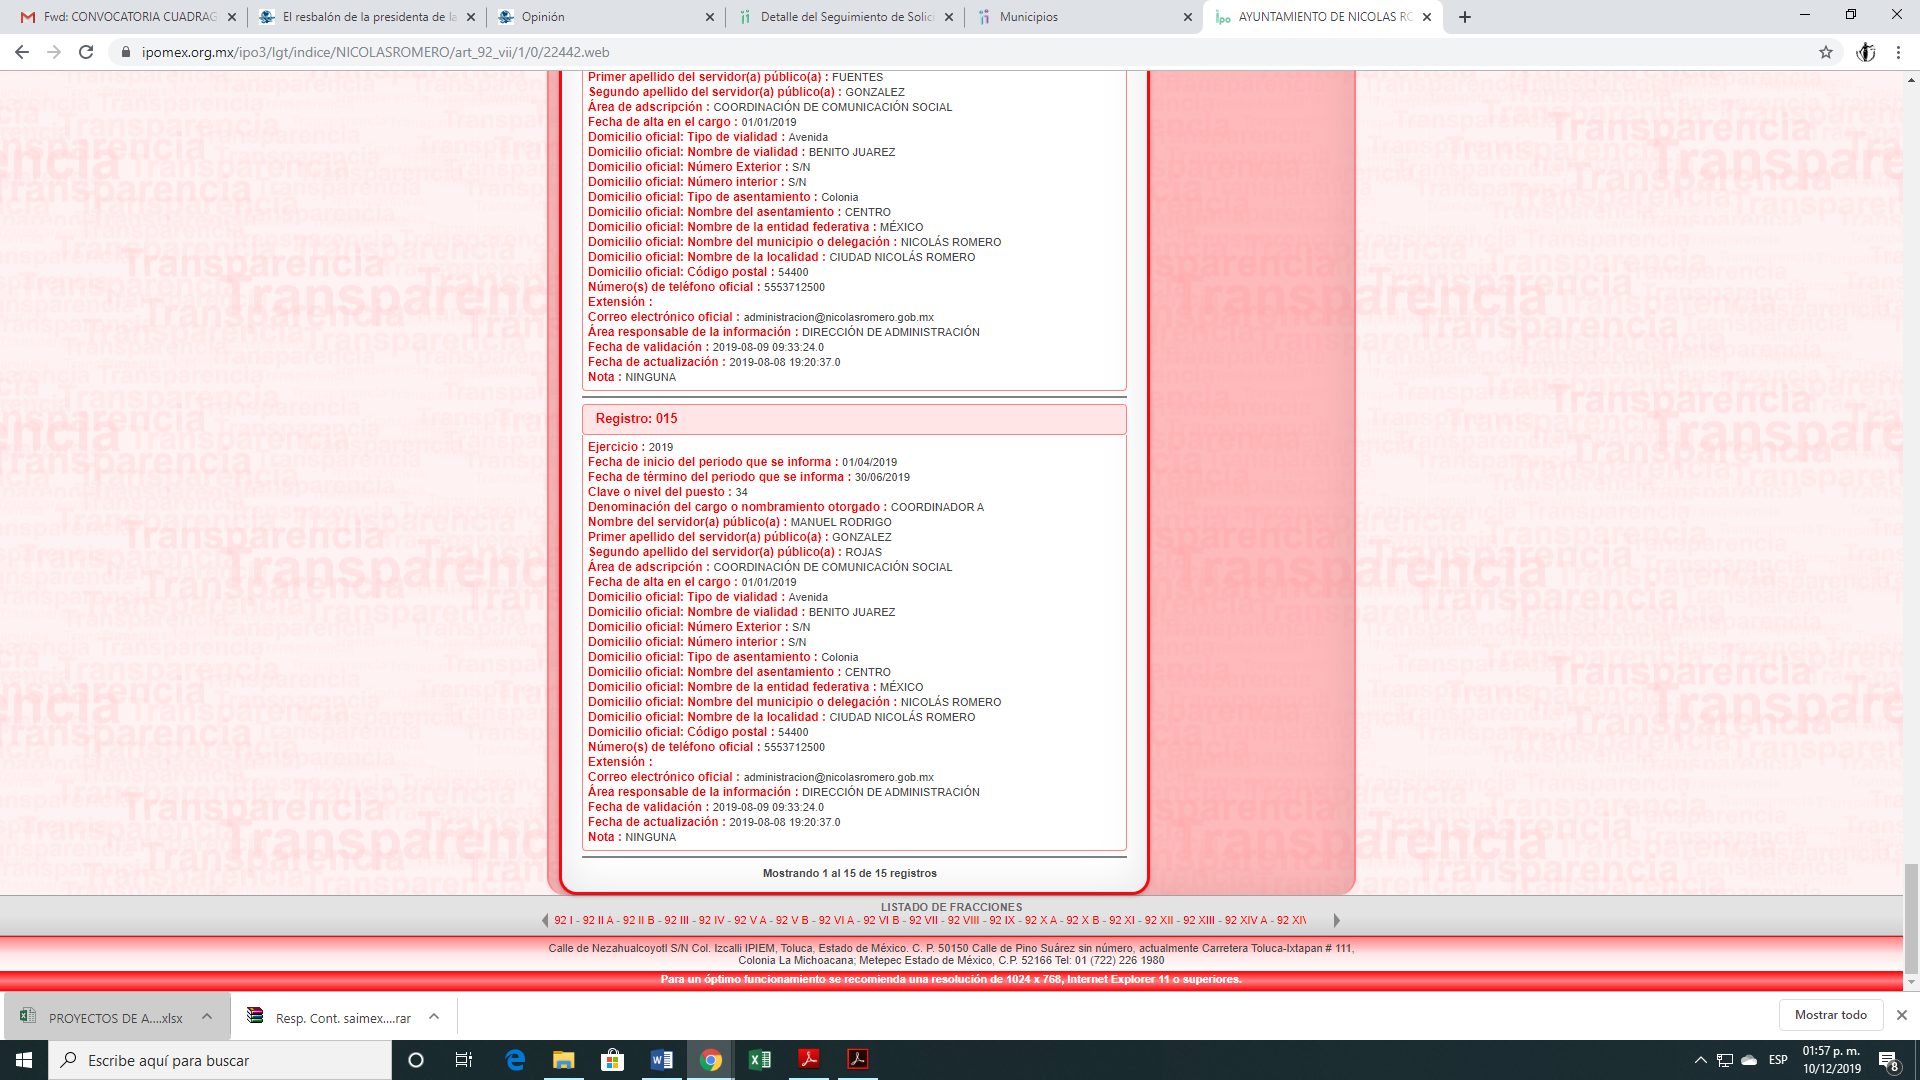 Fwd: CONVOCATORIA CUADRAG
El resbalón de la presidenta de la
Opinión
Detalle del Seguimiento de Solici
Municipios
ipo
AYUNTAMIENTO DE NICOLAS RO
ipomex.org.mx/ipo3/lgt/indice/NICOLASROMERO/art_92_vii/1/0/22442.web
Primer apellido del servidor(a) público(a) : FUENTES
Segundo apellido del servidor(a) público(a) : GONZALEZ
Área de adscripción : COORDINACIÓN DE COMUNICACIÓN SOCIAL
Fecha de alta en el cargo : 01/01/2019
Domicilio oficial: Tipo de vialidad : Avenida
Domicilio oficial: Nombre de vialidad : BENITO JUAREZ
Domicilio oficial: Número Exterior : S/N
Domicilio oficial: Número interior : S/N
Domicilio oficial: Tipo de asentamiento : Colonia
Domicilio oficial: Nombre del asentamiento : CENTRO
Domicilio oficial: Nombre de la entidad federativa : MÉXICO
Domicilio oficial: Nombre del municipio o delegación : NICOLÁS ROMERO
Domicilio oficial: Nombre de la localidad : CIUDAD NICOLÁS ROMERO
Domicilio oficial: Código postal : 54400
Número(s) de teléfono oficial : 5553712500
Extensión :
Correo electrónico oficial : administracion@nicolasromero.gob.mx
Área responsable de la información : DIRECCIÓN DE ADMINISTRACIÓN
Fecha de validación : 2019-08-09 09:33:24.0
Fecha de actualización : 2019-08-08 19:20:37.0
Nota : NINGUNA
Registro: 015
Ejercicio : 2019
Fecha de inicio del periodo que se informa : 01/04/2019
Fecha de término del periodo que se informa : 30/06/2019
Clave o nivel del puesto : 34
Denominación del cargo o nombramiento otorgado : COORDINADOR A
Nombre del servidor(a) público(a) : MANUEL RODRIGO
Primer apellido del servidor(a) público(a) : GONZALEZ
Segundo apellido del servidor(a) público(a) : ROJAS
Área de adscripción : COORDINACIÓN DE COMUNICACIÓN SOCIAL
Fecha de alta en el cargo : 01/01/2019
Domicilio oficial: Tipo de vialidad : Avenida
Domicilio oficial: Nombre de vialidad : BENITO JUAREZ
Domicilio oficial: Número Exterior : S/N
Domicilio oficial: Número interior : S/N
Domicilio oficial: Tipo de asentamiento : Colonia
Domicilio oficial: Nombre del asentamiento : CENTRO
Domicilio oficial: Nombre de la entidad federativa : MÉXICO
Domicilio oficial: Nombre del municipio o delegación : NICOLÁS ROMERO
Domicilio oficial: Nombre de la localidad : CIUDAD NICOLÁS ROMERO
Domicilio oficial: Código postal : 54400
Número(s) de teléfono oficial : 5553712500
Extensión :
Correo electrónico oficial : administracion@nicolasromero.gob.mx
Área responsable de la información : DIRECCIÓN DE ADMINISTRACIÓN
Fecha de validación : 2019-08-09 09:33:24.0
Fecha de actualización : 2019-08-08 19:20:37.0
Nota : NINGUNA
Mostrando 1 al 15 de 15 registros
LISTADO DE FRACCIONES
92 I - 92 II A - 92 II B - 92 III - 92 IV - 92 V A - 92 V B - 92 VI A - 92 VI B - 92 VII - 92 VIII - 92 IX - 92 X A - 92 X B - 92 XI - 92 XII - 92 XIII - 92 XIV A - 92 XIV
Calle de Nezahualcoyotl S/N Col. Izcalli IPIEM, Toluca, Estado de México. C. P. 50150 Calle de Pino Suárez sin número, actualmente Carretera Toluca-Ixtapan # 111,
Colonia La Michoacana; Metepec Estado de México, C.P. 52166 Tel: 01 (722) 226 1980
Para un óptimo funcionamiento se recomienda una resolución de 1024 x 768, Internet Explorer 11 o superiores.
PROYECTOS DE A....xlsx
Resp. Cont. saimex....rar
Mostrar todo
Escribe aquí para buscar
ESP
01:57 p. m.
10/12/2019
8